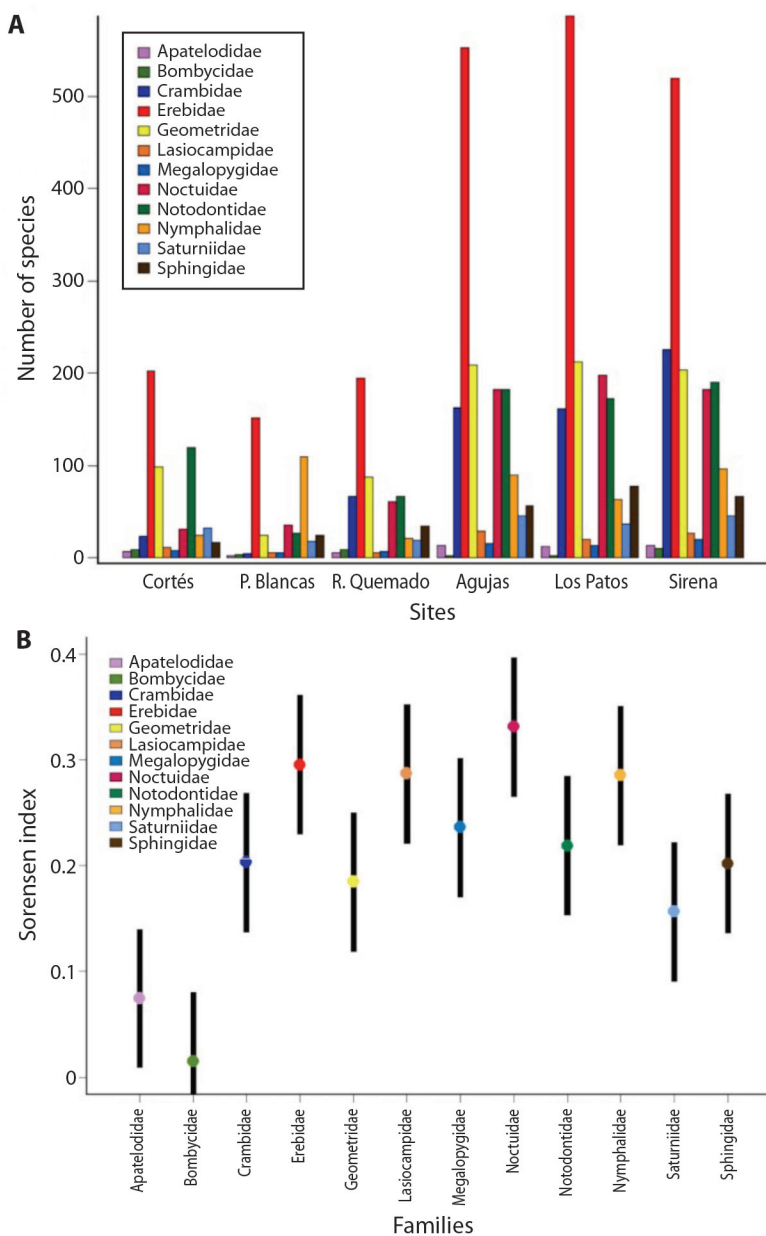 A
Apatelodidae
Bombycidae
Crambidae
Erebidae
Geometridae
Lasiocampidae
Megalopygidae
Noctuidae
Notodontidae
Nymphalidae
Saturniidae
Sphingidae
Number of species
500
400
300
200
100
0
Cortés P. Blancas R. Quemado Agujas Los Patos Sirena
Sites
B
Apatelodidae
Bombycidae
Crambidae
Erebidae
Geometridae
Lasiocampidae
Megalopygidae
Noctuidae
Notodontidae
Nymphalidae
Saturniidae
Sphingidae
Sorensen index
0.4
0.3
0.2
0.1
0
Apatelodidae
Bombycidae
Crambidae
Erebidae
Geometridae
Lasiocampidae
Megalopygidae
Noctuidae
Notodontidae
Nymphalidae
Saturniidae
Sphingidae
Families